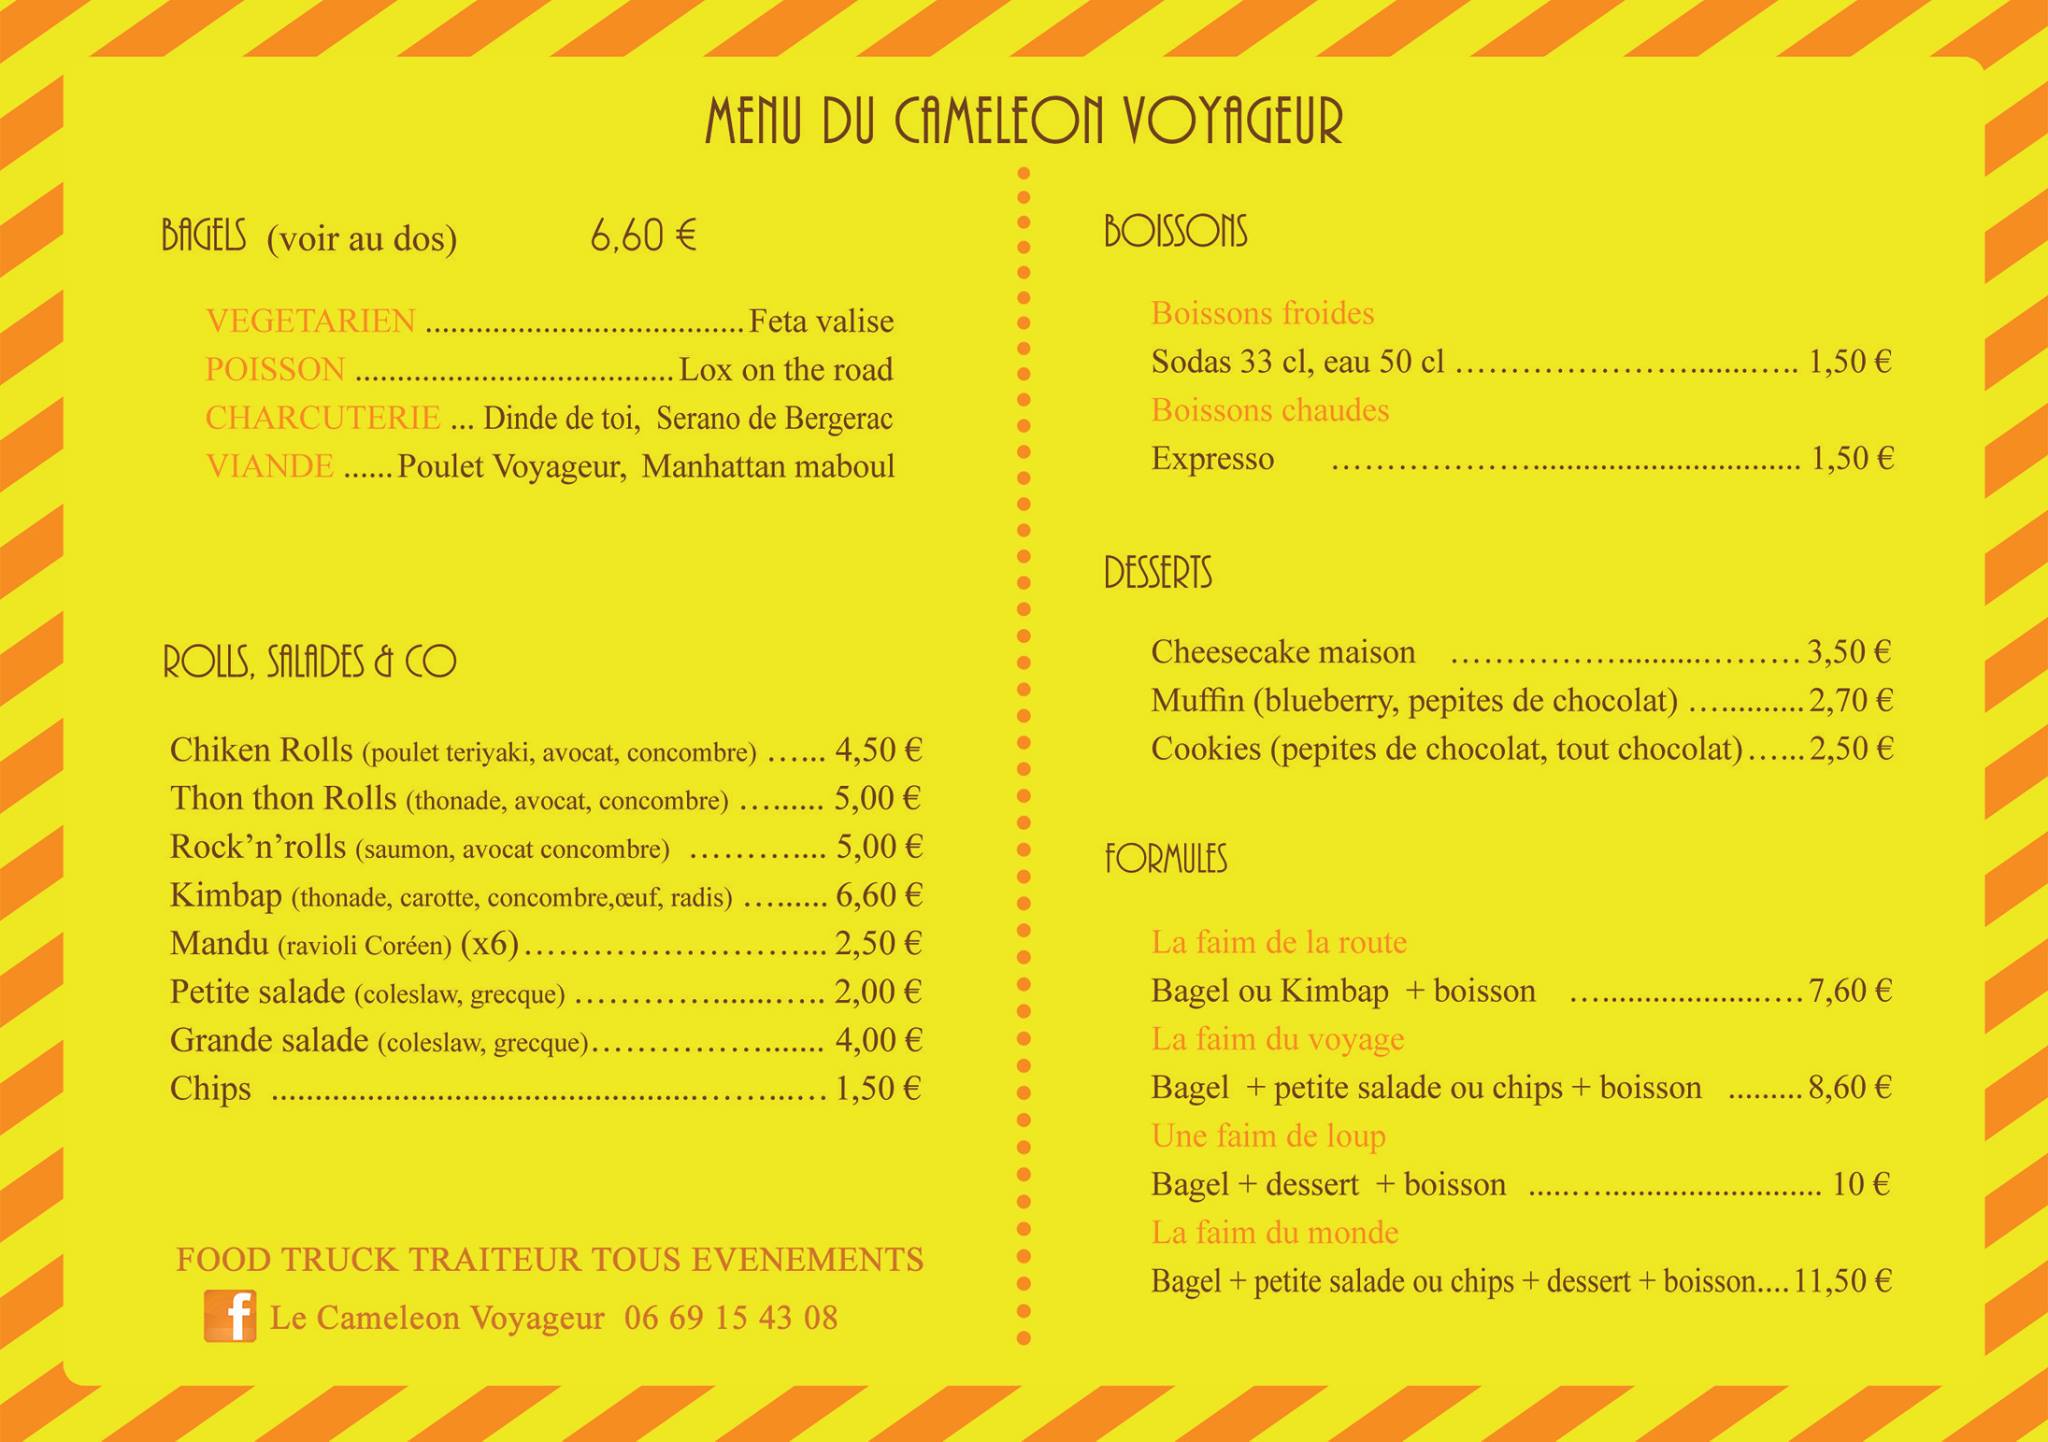 MENU DU CAMELEON VOYAGEUR
BAGELS (voir au dos) 6,60 €
VEGETARIEN ...................................... Feta valise
POISSON ...................................... Lox on the road
CHARCUTERIE ... Dinde de toi, Serano de Bergerac
VIANDE ...... Poulet Voyageur, Manhattan maboul
ROLLS, SALADES & CO
Chiken Rolls (poulet teriyaki, avocat, concombre) ...... 4,50 €
Thon thon Rolls (thonade, avocat, concombre) ......... 5,00 €
Rock’n’rolls (saumon, avocat concombre) ............. 5,00 €
Kimbap (thonade, carotte, concombre,œuf, radis) ......... 6,60 €
Mandu (ravioli Coréen) (x6)................................ 2,50 €
Petite salade (coleslaw, grecque) .......................... 2,00 €
Grande salade (coleslaw, grecque)......................... 4,00 €
Chips ................................................................ 1,50 €
FOOD TRUCK TRAITEUR TOUS EVENEMENTS
f Le Cameleon Voyageur 06 69 15 43 08
BOISSONS
Boissons froides
Sodas 33 cl, eau 50 cl .................................... 1,50 €
Boissons chaudes
Expresso .................................................... 1,50 €
DESSERTS
Cheesecake maison ................................... 3,50 €
Muffin (blueberry, pepites de chocolat) ............. 2,70 €
Cookies (pepites de chocolat, tout chocolat)...... 2,50 €
FORMULES
La faim de la route
Bagel ou Kimbap + boisson .......................... 7,60 €
La faim du voyage
Bagel + petite salade ou chips + boisson ......... 8,60 €
Une faim de loup
Bagel + dessert + boisson .................................. 10 €
La faim du monde
Bagel + petite salade ou chips + dessert + boisson.... 11,50 €